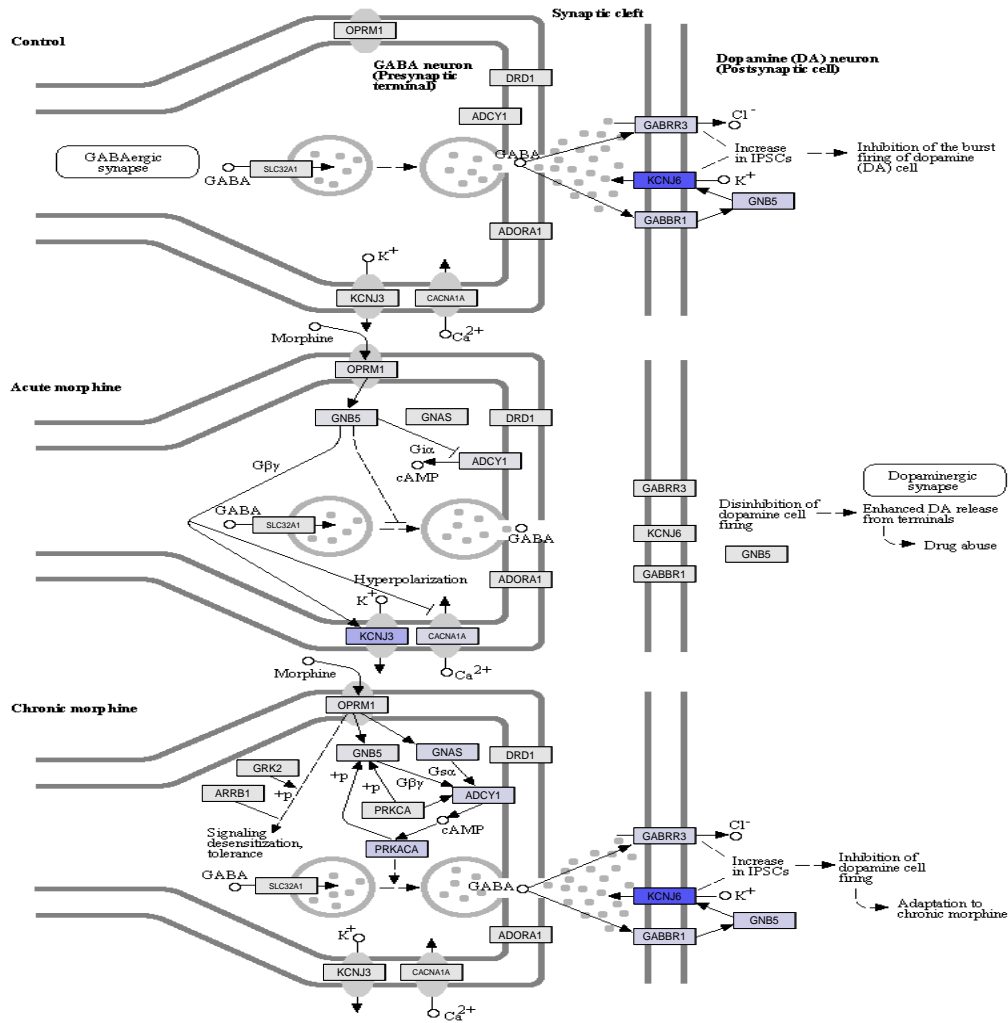 Synaptic cleft
Control
OPRM1
GABA neuron
(Presynaptic
terminal)
Dopamine (DA) neuron
(Postsynaptic cell)
DRD1
ADCY1
GABAergic
synapse
GABA
SLC32A1
GABA
GABRR3
Cl-
Increase
in IPSCs
Inhibition of the burst
firing of dopamine
(DA) cell
KCNJ6
K+
GNB5
GABBR1
ADORA1
K+
KCNJ3
CACNA1A
Ca2+
Morphine
Acute morphine
OPRM1
GNB5
GNAS
DRD1
Giα
cAMP
ADCY1
Gβγ
GABA
SLC32A1
GABA
GABRR3
KCNJ6
GNB5
GABBR1
Disinhibition of
dopamine cell
firing
Dopaminergic
synapse
Enhanced DA release
from terminals
Drug abuse
Hyperpolarization
ADORA1
K+
KCNJ3
CACNA1A
Ca2+
Morphine
Chronic morphine
OPRM1
GNB5
GNAS
DRD1
GRK2
ARRB1
+p
+p
+p
Gsα
Gβγ
ADCY1
PRKCA
cAMP
Signaling
desensitization,
tolerance
PRKACA
GABA
SLC32A1
GABA
GABRR3
Cl-
Increase
in IPSCs
Inhibition of
dopamine cell
firing
KCNJ6
K+
GNB5
GABBR1
Adaptation to
chronic morphine
ADORA1
K+
KCNJ3
CACNA1A
Ca2+